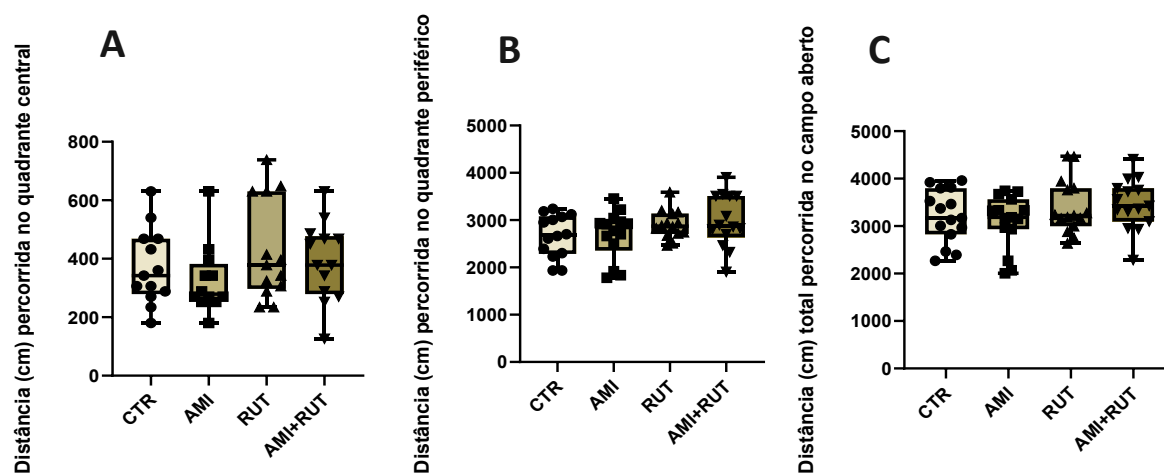 A
Distância (cm) percorrida no quadrante central
800
600
400
200
0
CTR
AMI
RUT
AMI+RUT
B
Distância (cm) percorrida no quadrante periférico
5000
4000
3000
2000
1000
0
CTR
AMI
RUT
AMI+RUT
C
Distância (cm) total percorrida no campo aberto
5000
4000
3000
2000
1000
0
CTR
AMI
RUT
AMI+RUT